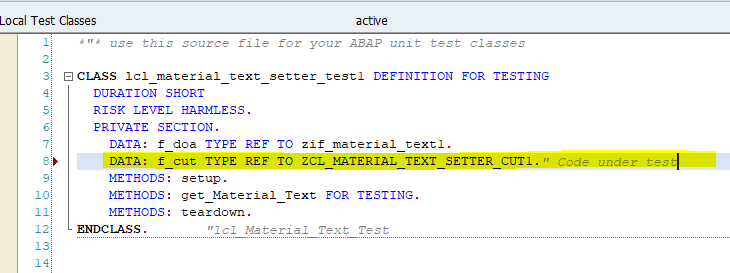 Local Test Classes active
1 *"* use this source file for your ABAP unit test classes
2
3 CLASS lcl_material_text_setter_test1 DEFINITION FOR TESTING
4 DURATION SHORT
5 RISK LEVEL HARMLESS.
6 PRIVATE SECTION.
7 DATA: f_doa TYPE REF TO zif_material_text1.
8 DATA: f_cut TYPE REF TO ZCL_MATERIAL_TEXT_SETTER_CUT1." Code under test
9 METHODS: setup.
10 METHODS: get_Material_Text FOR TESTING.
11 METHODS: teardown.
12 ENDCLASS. "lcl_Material_Text_Test
13
14